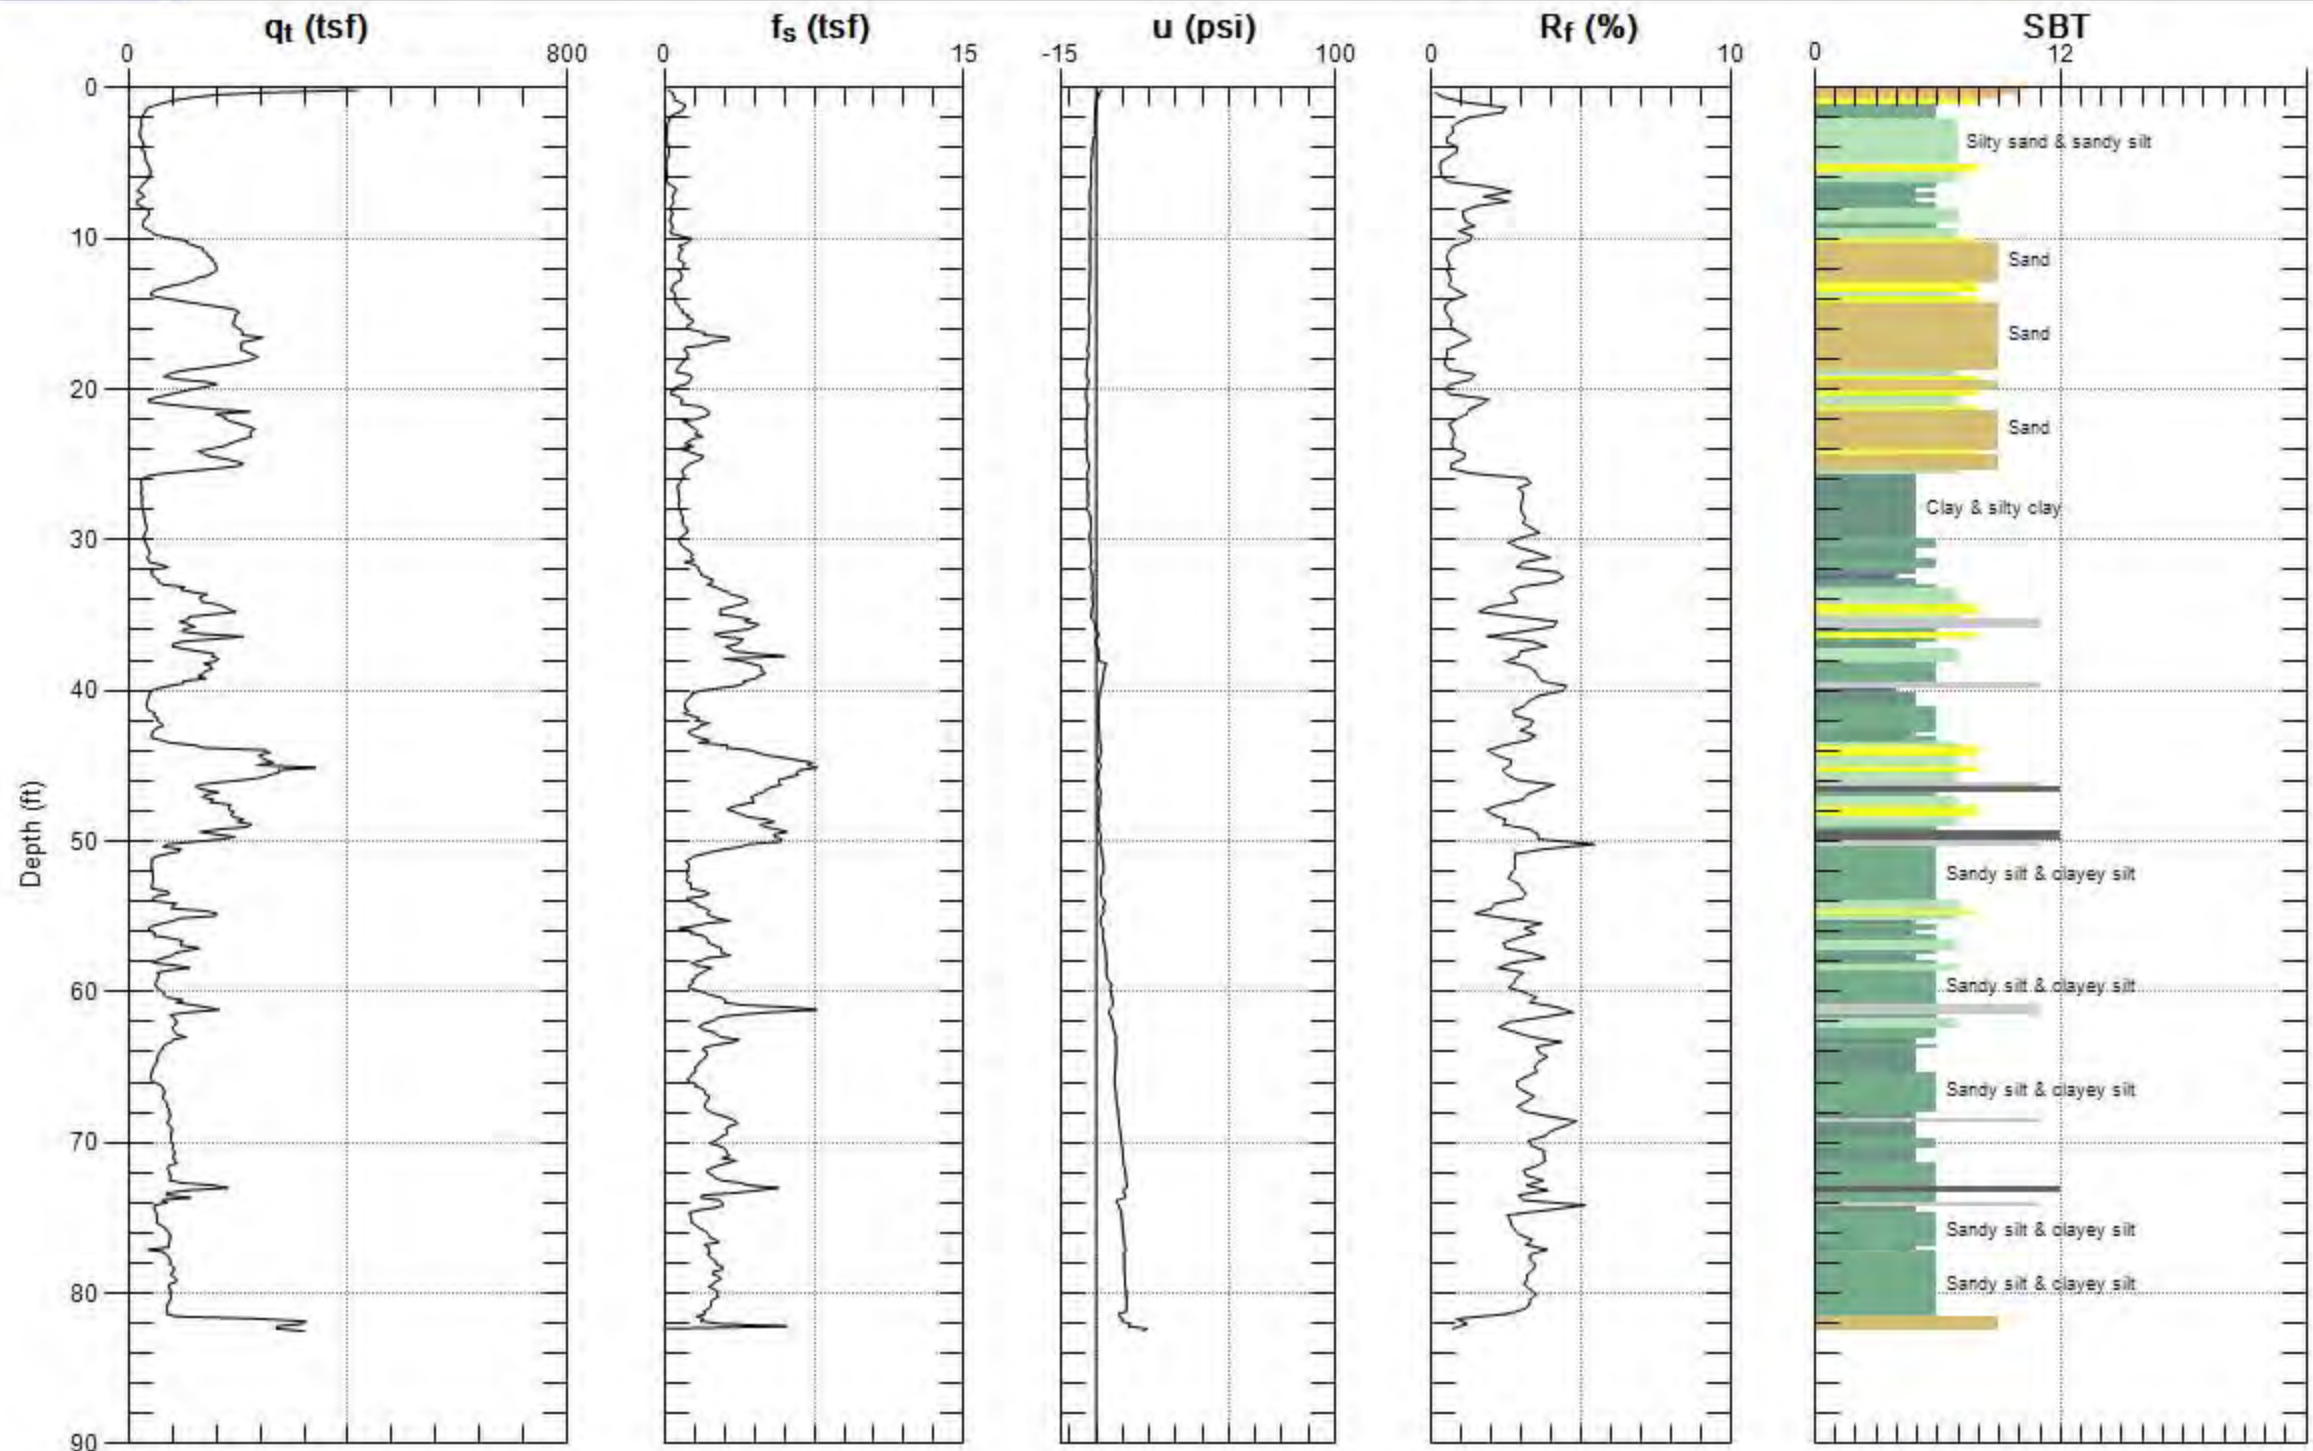 qt (tsf)
fs (tsf)
u (psi)
Rf (%)
SBT
0
800
0
15
-15
100
0
10
0
12
0
10
20
30
40
50
60
70
80
90
Depth (ft)
Silty sand & sandy silt
Sand
Sand
Sand
Clay & silty clay
Sandy silt & clayey silt
Sandy silt & clayey silt
Sandy silt & clayey silt
Sandy silt & clayey silt
Sandy silt & clayey silt